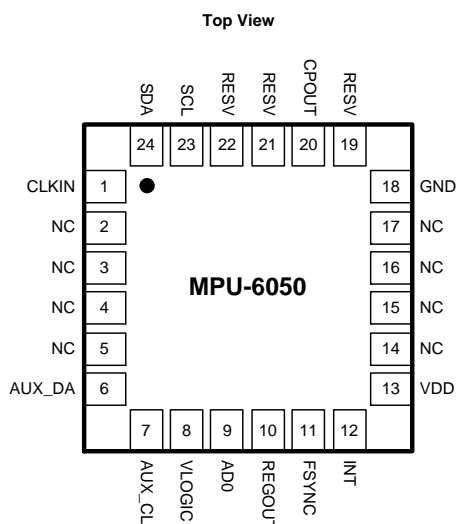 Top View
SDA
SCL
RESV
RESV
CPOUT
RESV
24 23 22 21 20 19
CLKIN 1 18 GND
NC 2 17 NC
NC 3 16 NC
MPU-6050
NC 4 15 NC
NC 5 14 NC
AUX_DA 6 13 VDD
7 8 9 10 11 12
AUX_CL
VLOGIC
AD0
REGOUT
FSYNC
INT